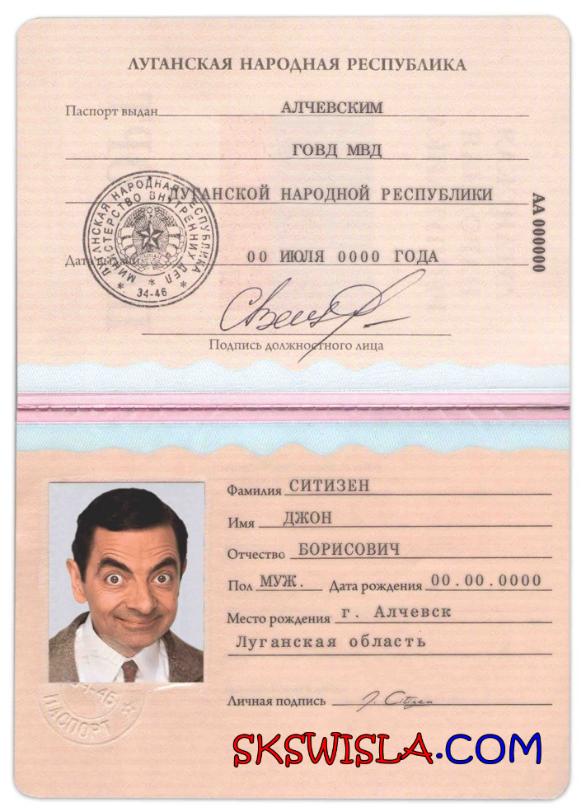 ЛУГАНСКАЯ НАРОДНАЯ РЕСПУБЛИКА
Паспорт выдан АЛЧЕВСКИМ
ГОВД МВД
ЛУГАНСКОЙ НАРОДНОЙ РЕСПУБЛИКИ
Дата выдачи 00 ИЮЛЯ 0000 ГОДА
ЛУГАНСКАЯ НАРОДНАЯ РЕСПУБЛИКА
МИНИСТЕРСТВО ВНУТРЕННИХ ДЕЛ
34-46
АА 000000
Подпись должностного лица
Фамилия СИТИЗЕН
Имя ДЖОН
Отчество БОРИСОВИЧ
Пол МУЖ. Дата рождения 00.00.0000
Место рождения г. Алчевск
Луганская область
Личная подпись
ПАСПОРТ
SKSWISLA.COM